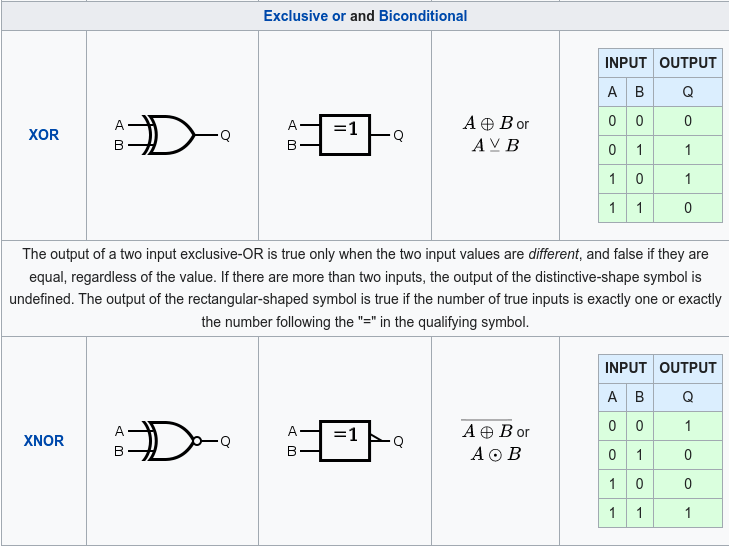 Exclusive or and Biconditional
XOR
A
B
Q
A
B
=1
Q
A ⊕ B or
A ⊻ B
INPUT OUTPUT
A B Q
0 0 0
0 1 1
1 0 1
1 1 0
The output of a two input exclusive-OR is true only when the two input values are different, and false if they are
equal, regardless of the value. If there are more than two inputs, the output of the distinctive-shape symbol is
undefined. The output of the rectangular-shaped symbol is true if the number of true inputs is exactly one or exactly
the number following the "=" in the qualifying symbol.
XNOR
A
B
Q
A
B
=1
Q
A̅ ̅⊕̅ ̅B̅ or
A ⊙ B
INPUT OUTPUT
A B Q
0 0 1
0 1 0
1 0 0
1 1 1